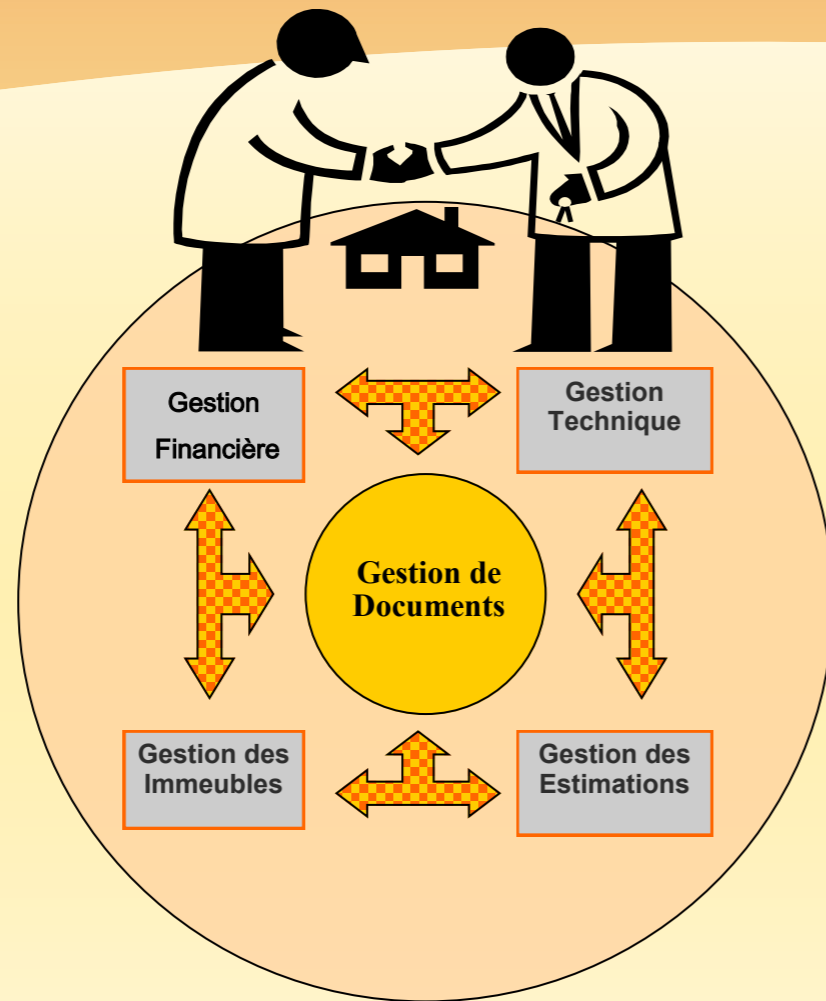 Gestion
Financière
Gestion
Technique
Gestion de
Documents
Gestion des
Immeubles
Gestion des
Estimations